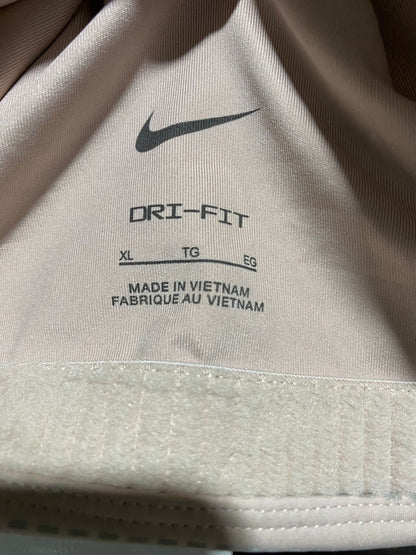 DRI-FIT
XL TG EG
MADE IN VIETNAM
FABRIQUE AU VIETNAM